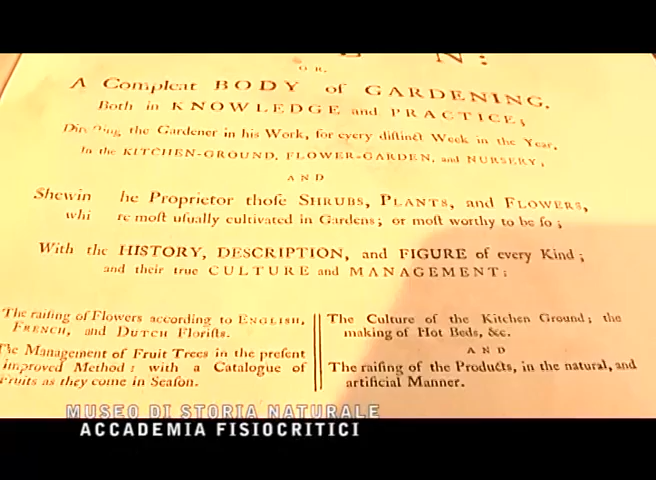 N:
OR,
A Compleat BODY of GARDENING.
Both in KNOWLEDGE and PRACTICE;
the Gardener in his Work, for every diſtinct Week in the Year,
In the KITCHEN-GROUND, FLOWER-GARDEN, and NURSERY;
AND
Shewin he Proprietor thoſe SHRUBS, PLANTS, and FLOWERS,
whi re moſt uſually cultivated in Gardens; or moſt worthy to be ſo;
With the HISTORY, DESCRIPTION, and FIGURE of every Kind;
and their true CULTURE and MANAGEMENT:
The raiſing of Flowers according to ENGLISH,
FRENCH, and DUTCH Floriſts.
The Management of Fruit Trees in the preſent
improved Method: with a Catalogue of
Fruits as they come in Seaſon.
The Culture of the Kitchen Ground; the
making of Hot Beds, &c.
AND
The raiſing of the Products, in the natural, and
artificial Manner.
MUSEO DI STORIA NATURALE
ACCADEMIA FISIOCRITICI